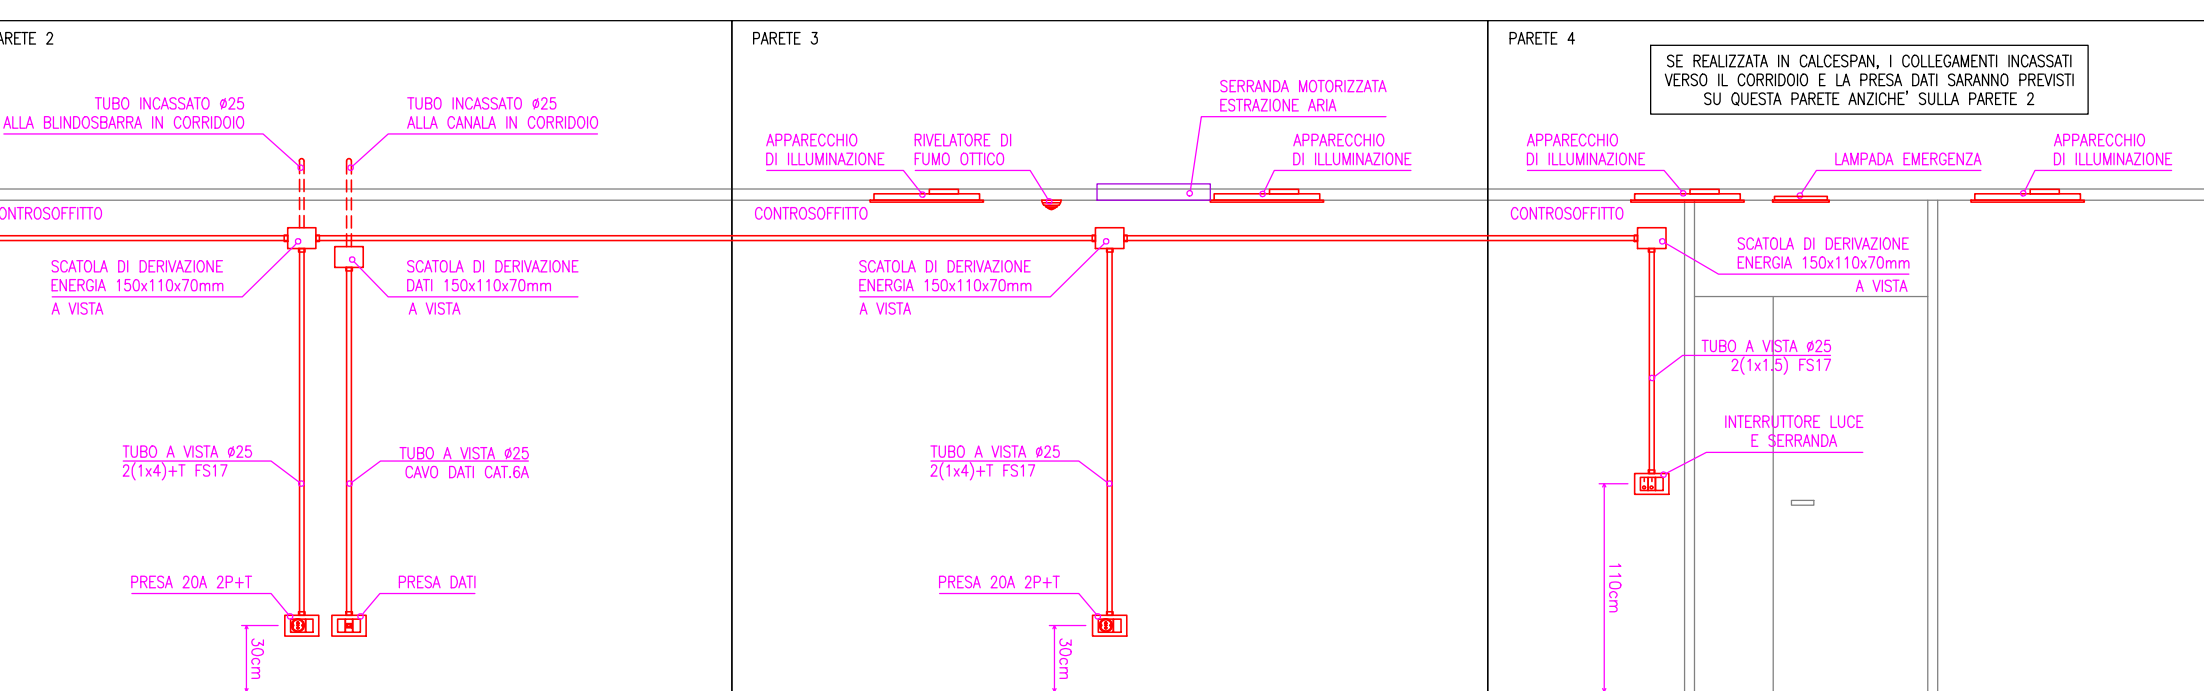 ARETE 2
TUBO INCASSATO ø25
ALLA BLINDOSBARRA IN CORRIDOIO
TUBO INCASSATO ø25
ALLA CANALA IN CORRIDOIO
ONTROSOFFITTO
SCATOLA DI DERIVAZIONE
ENERGIA 150x110x70mm
A VISTA
SCATOLA DI DERIVAZIONE
DATI 150x110x70mm
A VISTA
TUBO A VISTA ø25
2(1x4)+T FS17
TUBO A VISTA ø25
CAVO DATI CAT.6A
PRESA 20A 2P+T
PRESA DATI
30cm
PARETE 3
SERRANDA MOTORIZZATA
ESTRAZIONE ARIA
APPARECCHIO
DI ILLUMINAZIONE
RIVELATORE DI
FUMO OTTICO
APPARECCHIO
DI ILLUMINAZIONE
CONTROSOFFITTO
SCATOLA DI DERIVAZIONE
ENERGIA 150x110x70mm
A VISTA
TUBO A VISTA ø25
2(1x4)+T FS17
PRESA 20A 2P+T
30cm
PARETE 4
SE REALIZZATA IN CALCESPAN, I COLLEGAMENTI INCASSATI
VERSO IL CORRIDOIO E LA PRESA DATI SARANNO PREVISTI
SU QUESTA PARETE ANZICHE' SULLA PARETE 2
APPARECCHIO
DI ILLUMINAZIONE
LAMPADA EMERGENZA
APPARECCHIO
DI ILLUMINAZIONE
CONTROSOFFITTO
SCATOLA DI DERIVAZIONE
ENERGIA 150x110x70mm
A VISTA
TUBO A VISTA ø25
2(1x1.5) FS17
INTERRUTTORE LUCE
E SERRANDA
110cm